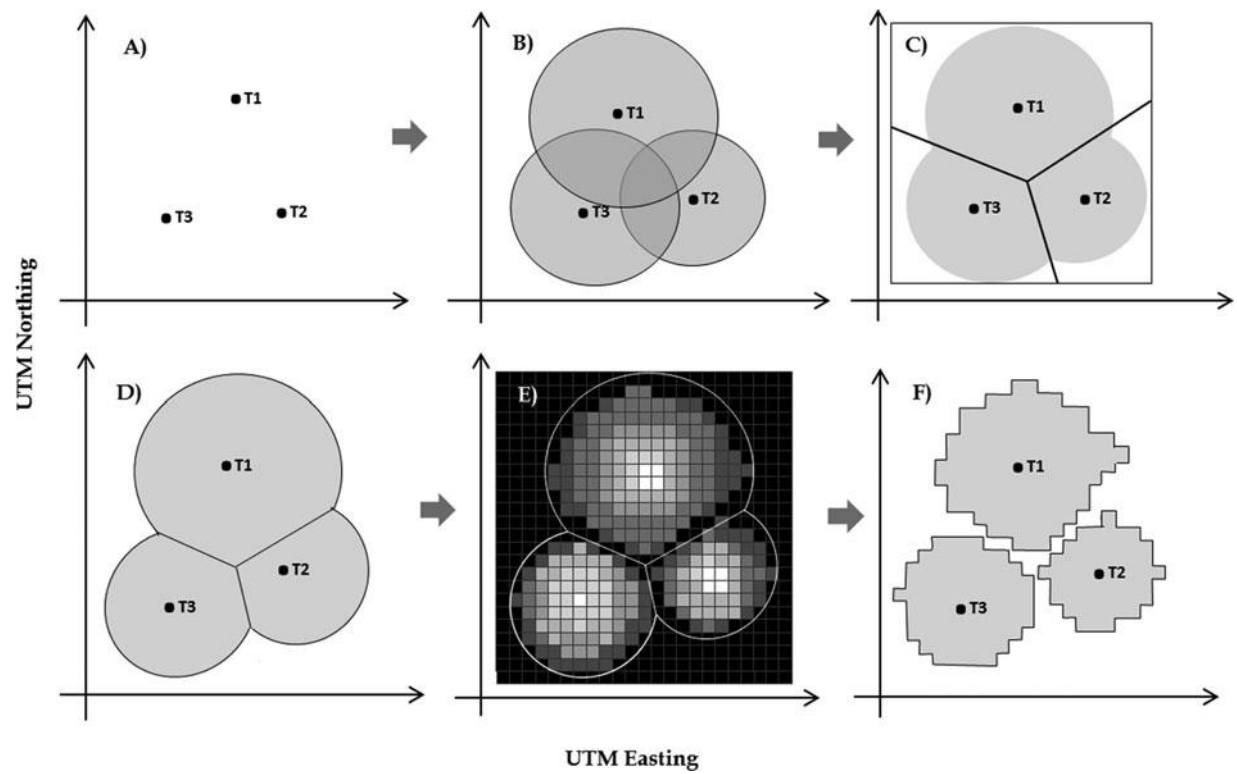 A)
T1
T3
T2
B)
T1
T3
T2
C)
T1
T3
T2
UTM Northing
D)
T1
T2
T3
E)
F)
T1
T2
T3
UTM Easting